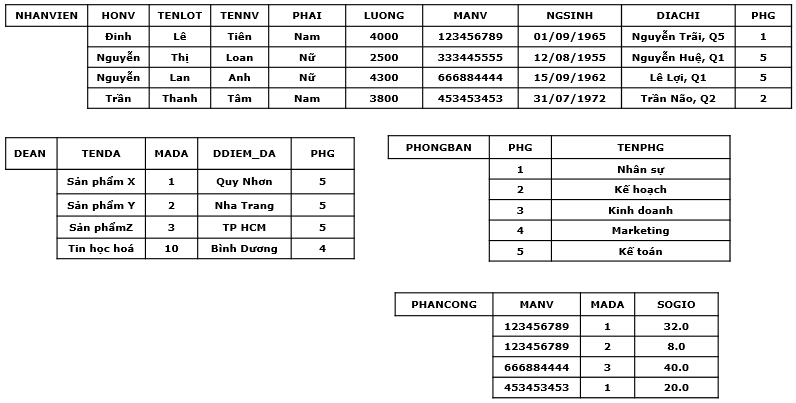 NHANVIEN HONV TENLOT TENNV PHAI LUONG MANV NGSINH DIACHI PHG
Đinh Lê Tiên Nam 4000 123456789 01/09/1965 Nguyễn Trãi, Q5 1
Nguyễn Thị Loan Nữ 2500 333445555 12/08/1955 Nguyễn Huệ, Q1 5
Nguyễn Lan Anh Nữ 4300 666884444 15/09/1962 Lê Lợi, Q1 5
Trần Thanh Tâm Nam 3800 453453453 31/07/1972 Trần Não, Q2 2
DEAN TENDA MADA DDIEM_DA PHG
Sản phẩm X 1 Quy Nhơn 5
Sản phẩm Y 2 Nha Trang 5
Sản phẩmZ 3 TP HCM 5
Tin học hoá 10 Bình Dương 4
PHONGBAN PHG TENPHG
1 Nhân sự
2 Kế hoạch
3 Kinh doanh
4 Marketing
5 Kế toán
PHANCONG MANV MADA SOGIO
123456789 1 32.0
123456789 2 8.0
666884444 3 40.0
453453453 1 20.0